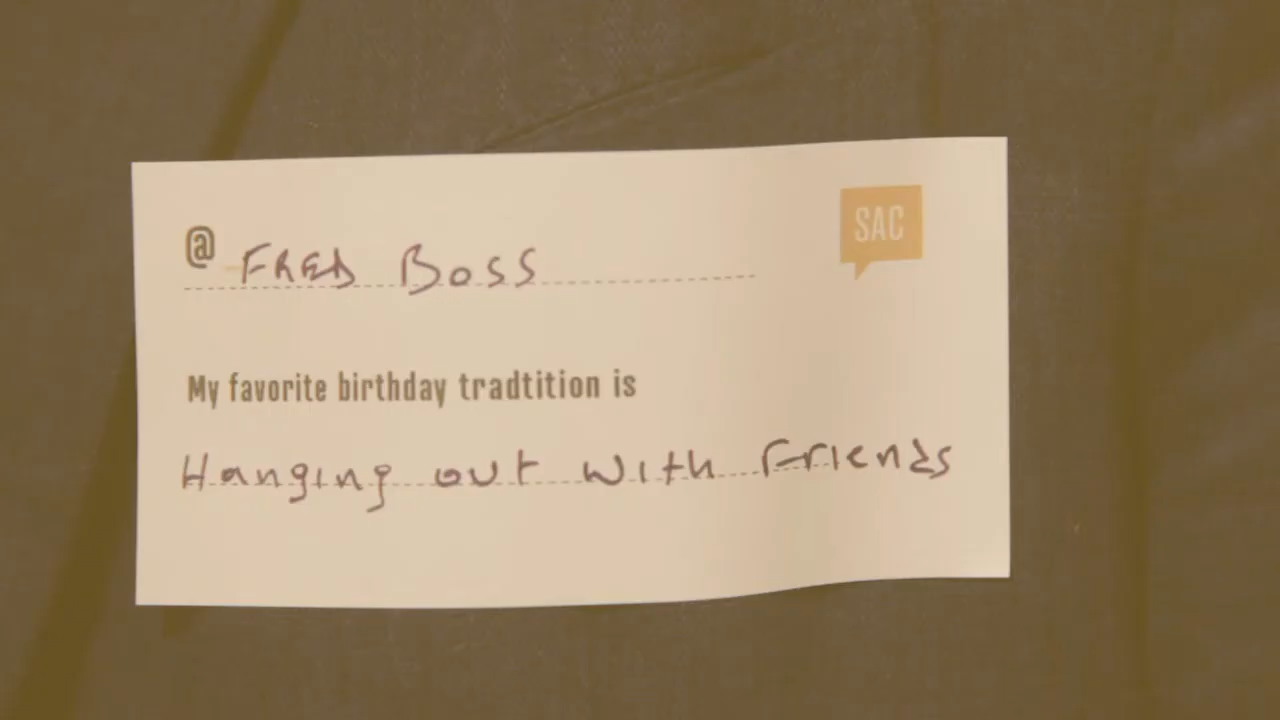 @ FRED BOSS
SAC
My favorite birthday tradtition is
Hanging out with Friends